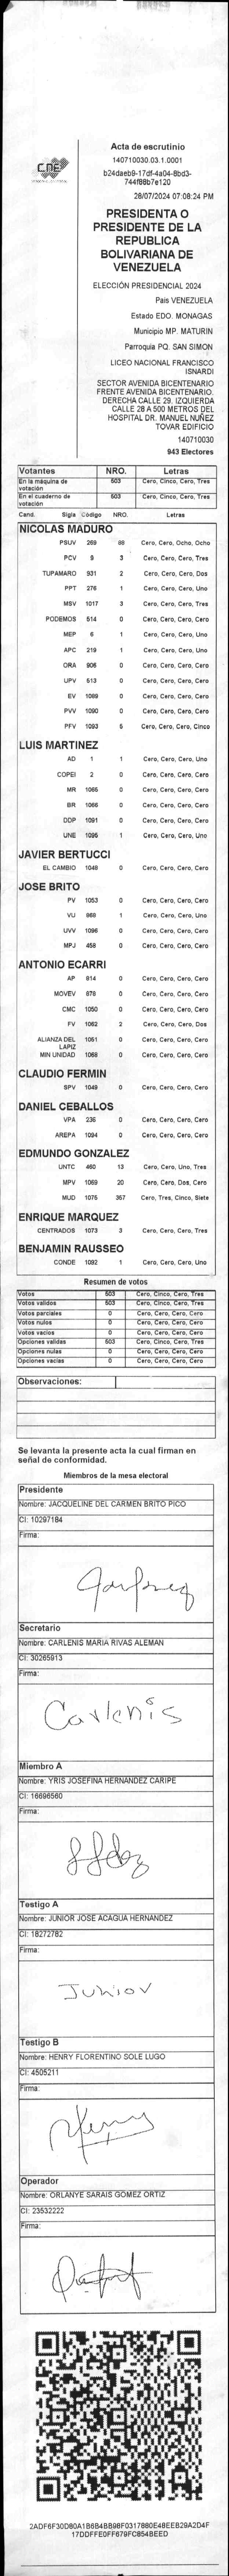 CNE
Acta de escrutinio
140710030.03.1.0001
b24daeb9-17df-4a04-8bd3-
744f88b7e120
28/07/2024 07:08:24 PM
PRESIDENTA O
PRESIDENTE DE LA
REPUBLICA
BOLIVARIANA DE
VENEZUELA
ELECCIÓN PRESIDENCIAL 2024
Pais VENEZUELA
Estado EDO. MONAGAS
Municipio MP. MATURIN
Parroquia PQ. SAN SIMON
LICEO NACIONAL FRANCISCO
ISNARDI
SECTOR AVENIDA BICENTENARIO
FRENTE AVENIDA BICENTENARIO.
DERECHA CALLE 29. IZQUIERDA
CALLE 28 A 500 METROS DEL
HOSPITAL DR. MANUEL NUÑEZ
TOVAR EDIFICIO
140710030
943 Electores
Votantes NRO. Letras
En la máquina de votación 503 Cero, Cinco, Cero, Tres
En el cuaderno de votación 503 Cero, Cinco, Cero, Tres
Cand. Sigla Código NRO. Letras
NICOLAS MADURO
PSUV 269 88 Cero, Cero, Ocho, Ocho
PCV 9 3 Cero, Cero, Cero, Tres
TUPAMARO 931 2 Cero, Cero, Cero, Dos
PPT 276 1 Cero, Cero, Cero, Uno
MSV 1017 3 Cero, Cero, Cero, Tres
PODEMOS 514 0 Cero, Cero, Cero, Cero
MEP 6 1 Cero, Cero, Cero, Uno
APC 219 1 Cero, Cero, Cero, Uno
ORA 906 0 Cero, Cero, Cero, Cero
UPV 513 0 Cero, Cero, Cero, Cero
EV 1089 0 Cero, Cero, Cero, Cero
PVV 1090 0 Cero, Cero, Cero, Cero
PFV 1093 5 Cero, Cero, Cero, Cinco
LUIS MARTINEZ
AD 1 1 Cero, Cero, Cero, Uno
COPEI 2 0 Cero, Cero, Cero, Cero
MR 1065 0 Cero, Cero, Cero, Cero
BR 1066 0 Cero, Cero, Cero, Cero
DDP 1091 0 Cero, Cero, Cero, Cero
UNE 1095 1 Cero, Cero, Cero, Uno
JAVIER BERTUCCI
EL CAMBIO 1048 0 Cero, Cero, Cero, Cero
JOSE BRITO
PV 1053 0 Cero, Cero, Cero, Cero
VU 868 1 Cero, Cero, Cero, Uno
UVV 1096 0 Cero, Cero, Cero, Cero
MPJ 458 0 Cero, Cero, Cero, Cero
ANTONIO ECARRI
AP 814 0 Cero, Cero, Cero, Cero
MOVEV 878 0 Cero, Cero, Cero, Cero
CMC 1050 0 Cero, Cero, Cero, Cero
FV 1062 2 Cero, Cero, Cero, Dos
ALIANZA DEL LAPIZ 1051 0 Cero, Cero, Cero, Cero
MIN UNIDAD 1068 0 Cero, Cero, Cero, Cero
CLAUDIO FERMIN
SPV 1049 0 Cero, Cero, Cero, Cero
DANIEL CEBALLOS
VPA 236 0 Cero, Cero, Cero, Cero
AREPA 1094 0 Cero, Cero, Cero, Cero
EDMUNDO GONZALEZ
UNTC 460 13 Cero, Cero, Uno, Tres
MPV 1069 20 Cero, Cero, Dos, Cero
MUD 1075 357 Cero, Tres, Cinco, Siete
ENRIQUE MARQUEZ
CENTRADOS 1073 3 Cero, Cero, Cero, Tres
BENJAMIN RAUSSEO
CONDE 1092 1 Cero, Cero, Cero, Uno
Resumen de votos
Votos 503 Cero, Cinco, Cero, Tres
Votos validos 503 Cero, Cinco, Cero, Tres
Votos parciales 0 Cero, Cero, Cero, Cero
Votos nulos 0 Cero, Cero, Cero, Cero
Votos vacios 0 Cero, Cero, Cero, Cero
Opciones validas 503 Cero, Cinco, Cero, Tres
Opciones nulas 0 Cero, Cero, Cero, Cero
Opciones vacias 0 Cero, Cero, Cero, Cero
Observaciones:
Se levanta la presente acta la cual firman en
señal de conformidad.
Miembros de la mesa electoral
Presidente
Nombre: JACQUELINE DEL CARMEN BRITO PICO
CI: 10297184
Firma:
Secretario
Nombre: CARLENIS MARIA RIVAS ALEMAN
CI: 30265913
Firma:
Carlenis
Miembro A
Nombre: YRIS JOSEFINA HERNANDEZ CARIPE
CI: 16696560
Firma:
Testigo A
Nombre: JUNIOR JOSE ACAGUA HERNANDEZ
CI: 18272782
Firma:
Junior
Testigo B
Nombre: HENRY FLORENTINO SOLE LUGO
CI: 4505211
Firma:
Operador
Nombre: ORLANYE SARAIS GOMEZ ORTIZ
CI: 23532222
Firma:
2ADF6F30D80A1B6B4BB98F0317880E48EEB29A2D4F
17DDFFE0FF679FC854BEED